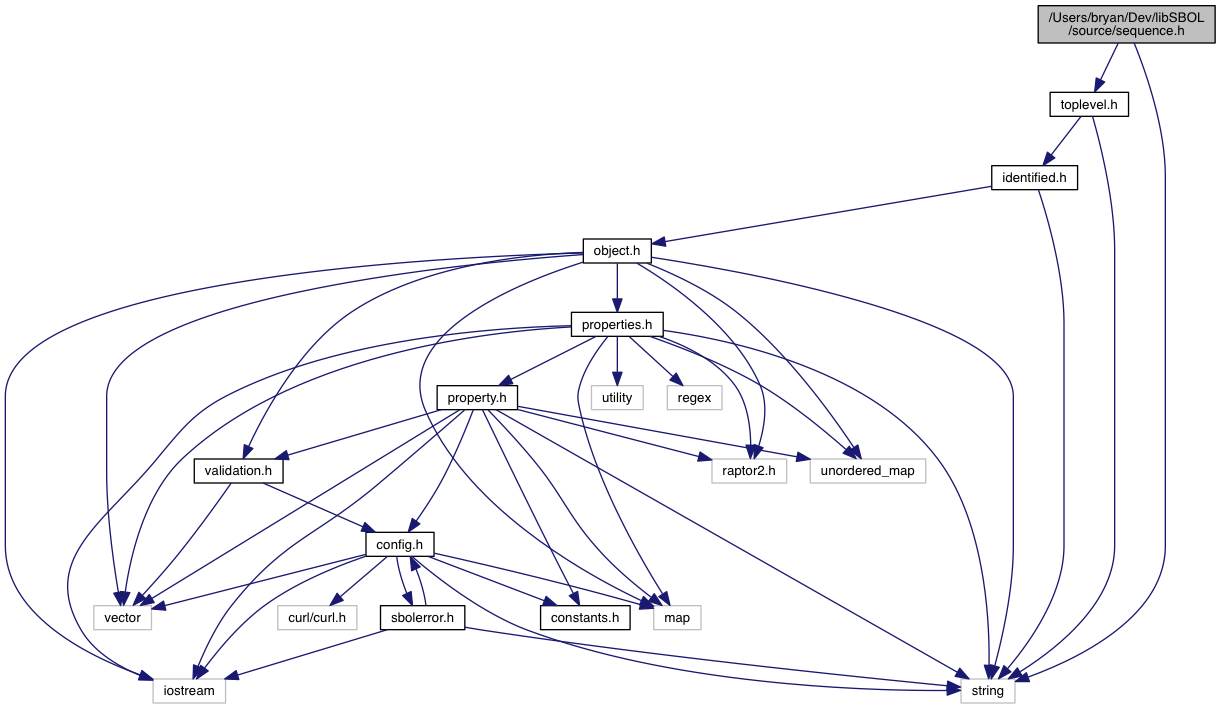 /Users/bryan/Dev/libSBOL
/source/sequence.h
toplevel.h
identified.h
object.h
properties.h
property.h
utility
regex
validation.h
raptor2.h
unordered_map
config.h
vector
curl/curl.h
sbolerror.h
constants.h
map
iostream
string